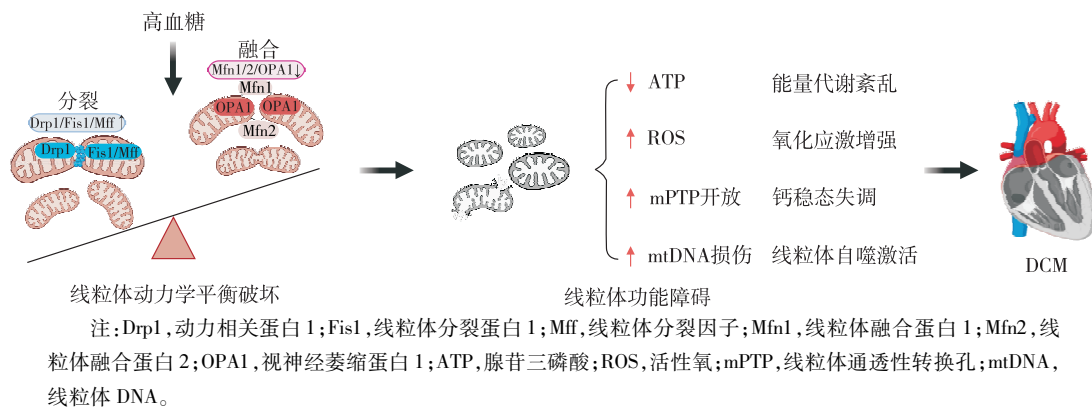 高血糖
融合
Mfn1/2/OPA1↓
Mfn1
OPA1 OPA1
Mfn2
分裂
Drp1/Fis1/Mff↑
Drp1 Fis1/Mff
线粒体动力学平衡破坏
↓ ATP 能量代谢紊乱
↑ ROS 氧化应激增强
↑ mPTP开放 钙稳态失调
↑ mtDNA损伤 线粒体自噬激活
线粒体功能障碍
DCM
注:Drp1,动力相关蛋白1;Fis1,线粒体分裂蛋白1;Mff,线粒体分裂因子;Mfn1,线粒体融合蛋白1;Mfn2,线
粒体融合蛋白2;OPA1,视神经萎缩蛋白1;ATP,腺苷三磷酸;ROS,活性氧;mPTP,线粒体通透性转换孔;mtDNA,
线粒体 DNA。